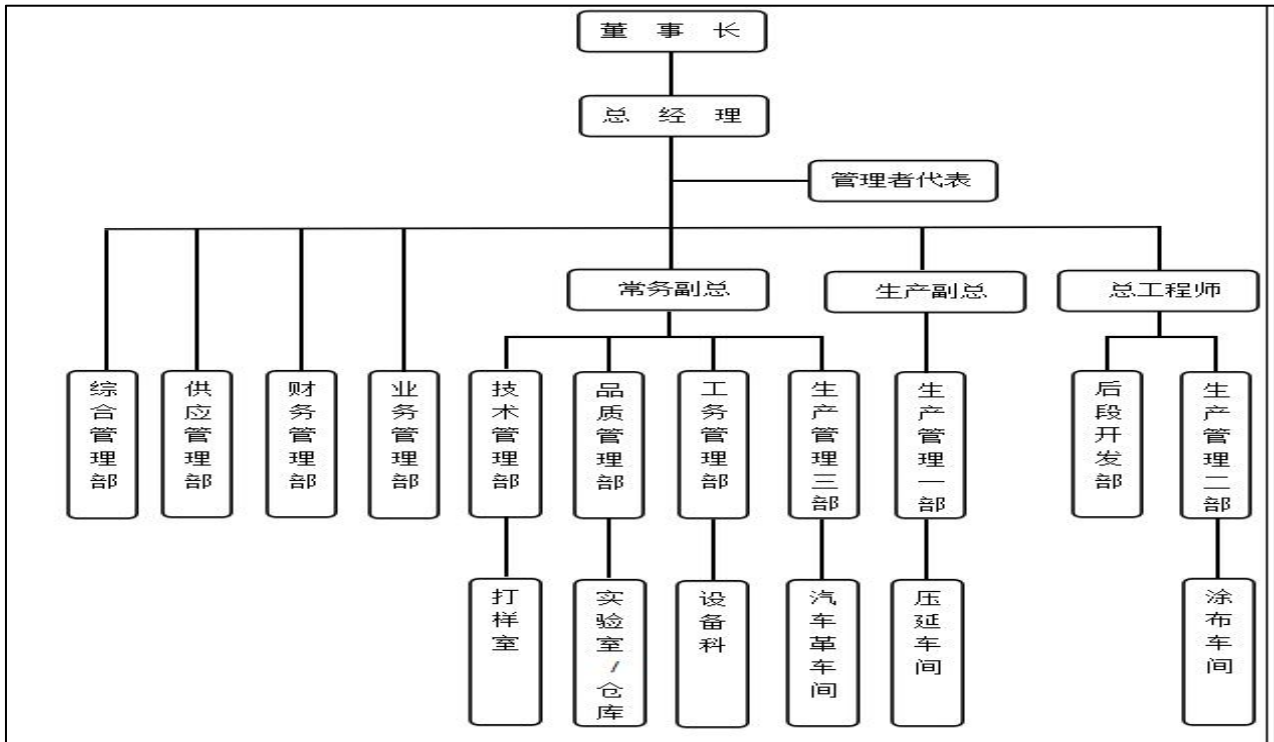 董 事 长
总 经 理
管理者代表
常务副总
生产副总
总工程师
综合管理部
供应管理部
财务管理部
业务管理部
技术管理部
品质管理部
工务管理部
生产管理三部
生产管理一部
后段开发部
生产管理二部
打样室
实验室/仓库
设备科
汽车革车间
压延车间
涂布车间